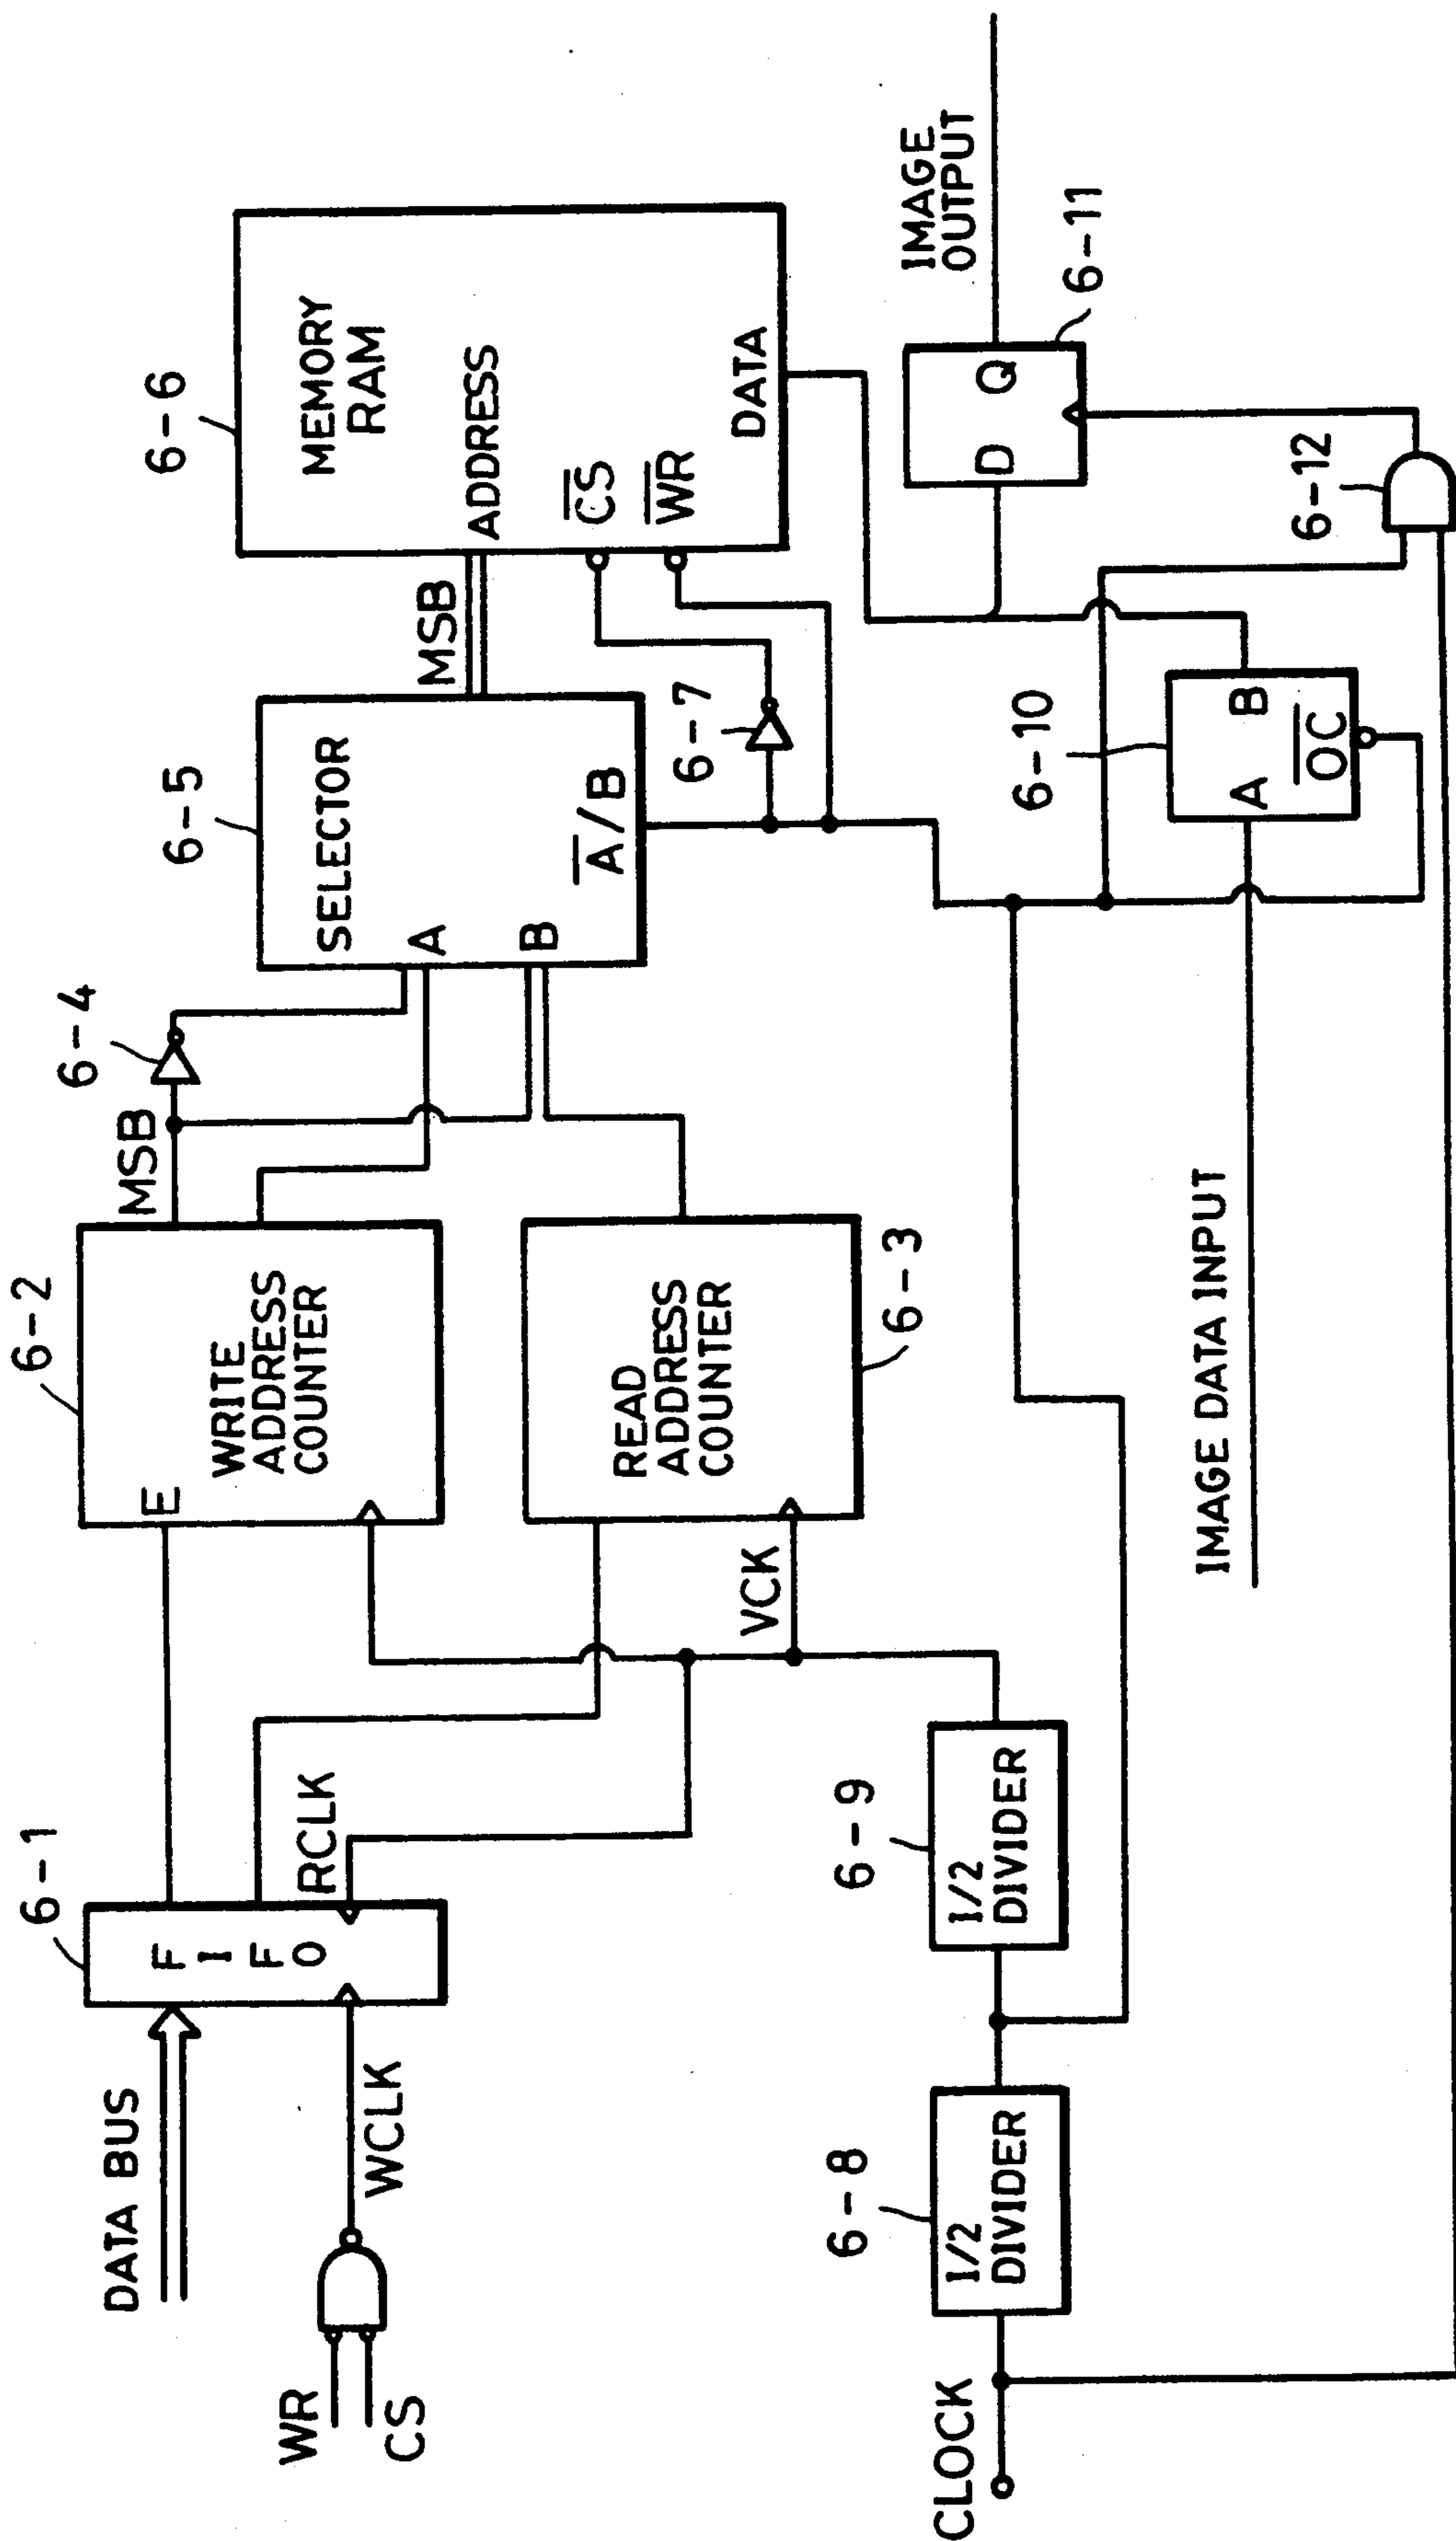 6-1
DATA BUS
F
I
F
O
WR
CS
WCLK
RCLK
6-2
E
WRITE
ADDRESS
COUNTER
MSB
READ
ADDRESS
COUNTER
6-3
VCK
6-4
6-5
SELECTOR
A
B
A/B
MSB
6-6
MEMORY
RAM
ADDRESS
CS
WR
DATA
6-7
CLOCK
6-8
1/2
DIVIDER
6-9
1/2
DIVIDER
IMAGE DATA INPUT
6-10
A
B
OC
D
Q
6-11
IMAGE
OUTPUT
6-12